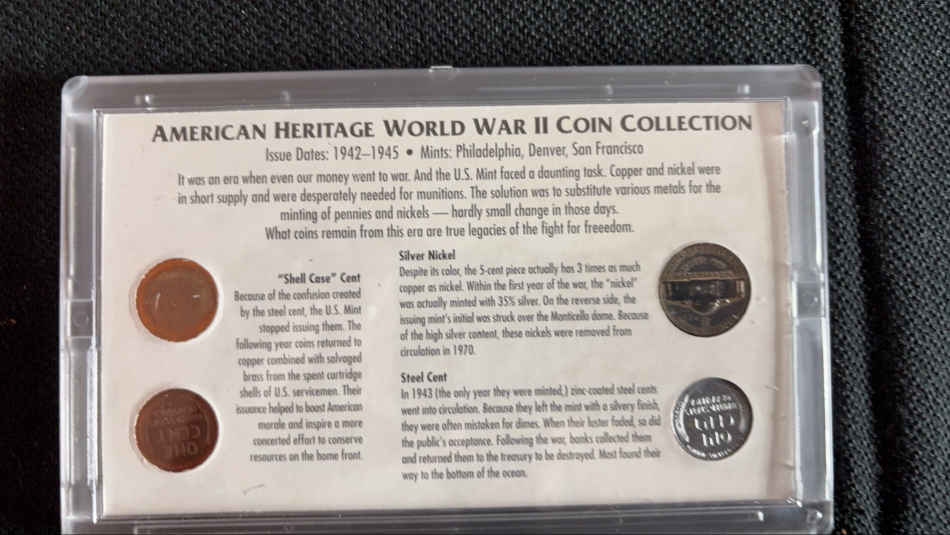 AMERICAN HERITAGE WORLD WAR II COIN COLLECTION
Issue Dates: 1942–1945 • Mints: Philadelphia, Denver, San Francisco
It was an era when even our money went to war. And the U.S. Mint faced a daunting task. Copper and nickel were
in short supply and were desperately needed for munitions. The solution was to substitute various metals for the
minting of pennies and nickels — hardly small change in those days.
What coins remain from this era are true legacies of the fight for freeedom.
"Shell Case" Cent
Because of the confusion created
by the steel cent, the U.S. Mint
stopped issuing them. The
following year coins returned to
copper combined with salvaged
brass from the spent cartridge
shells of U.S. servicemen. Their
issuance helped to boost American
morale and inspire a more
concerted effort to conserve
resources on the home front.
Silver Nickel
Despite its color, the 5-cent piece actually has 3 times as much
copper as nickel. Within the first year of the war, the "nickel"
was actually minted with 35% silver. On the reverse side, the
issuing mint's initial was struck over the Monticello dome. Because
of the high silver content, these nickels were removed from
circulation in 1970.
Steel Cent
In 1943 (the only year they were minted,) zinc-coated steel cents
went into circulation. Because they left the mint with a silvery finish,
they were often mistaken for dimes. When their luster faded, so did
the public's acceptance. Following the war, banks collected them
and returned them to the treasury to be destroyed. Most found their
way to the bottom of the ocean.
ONE
CENT